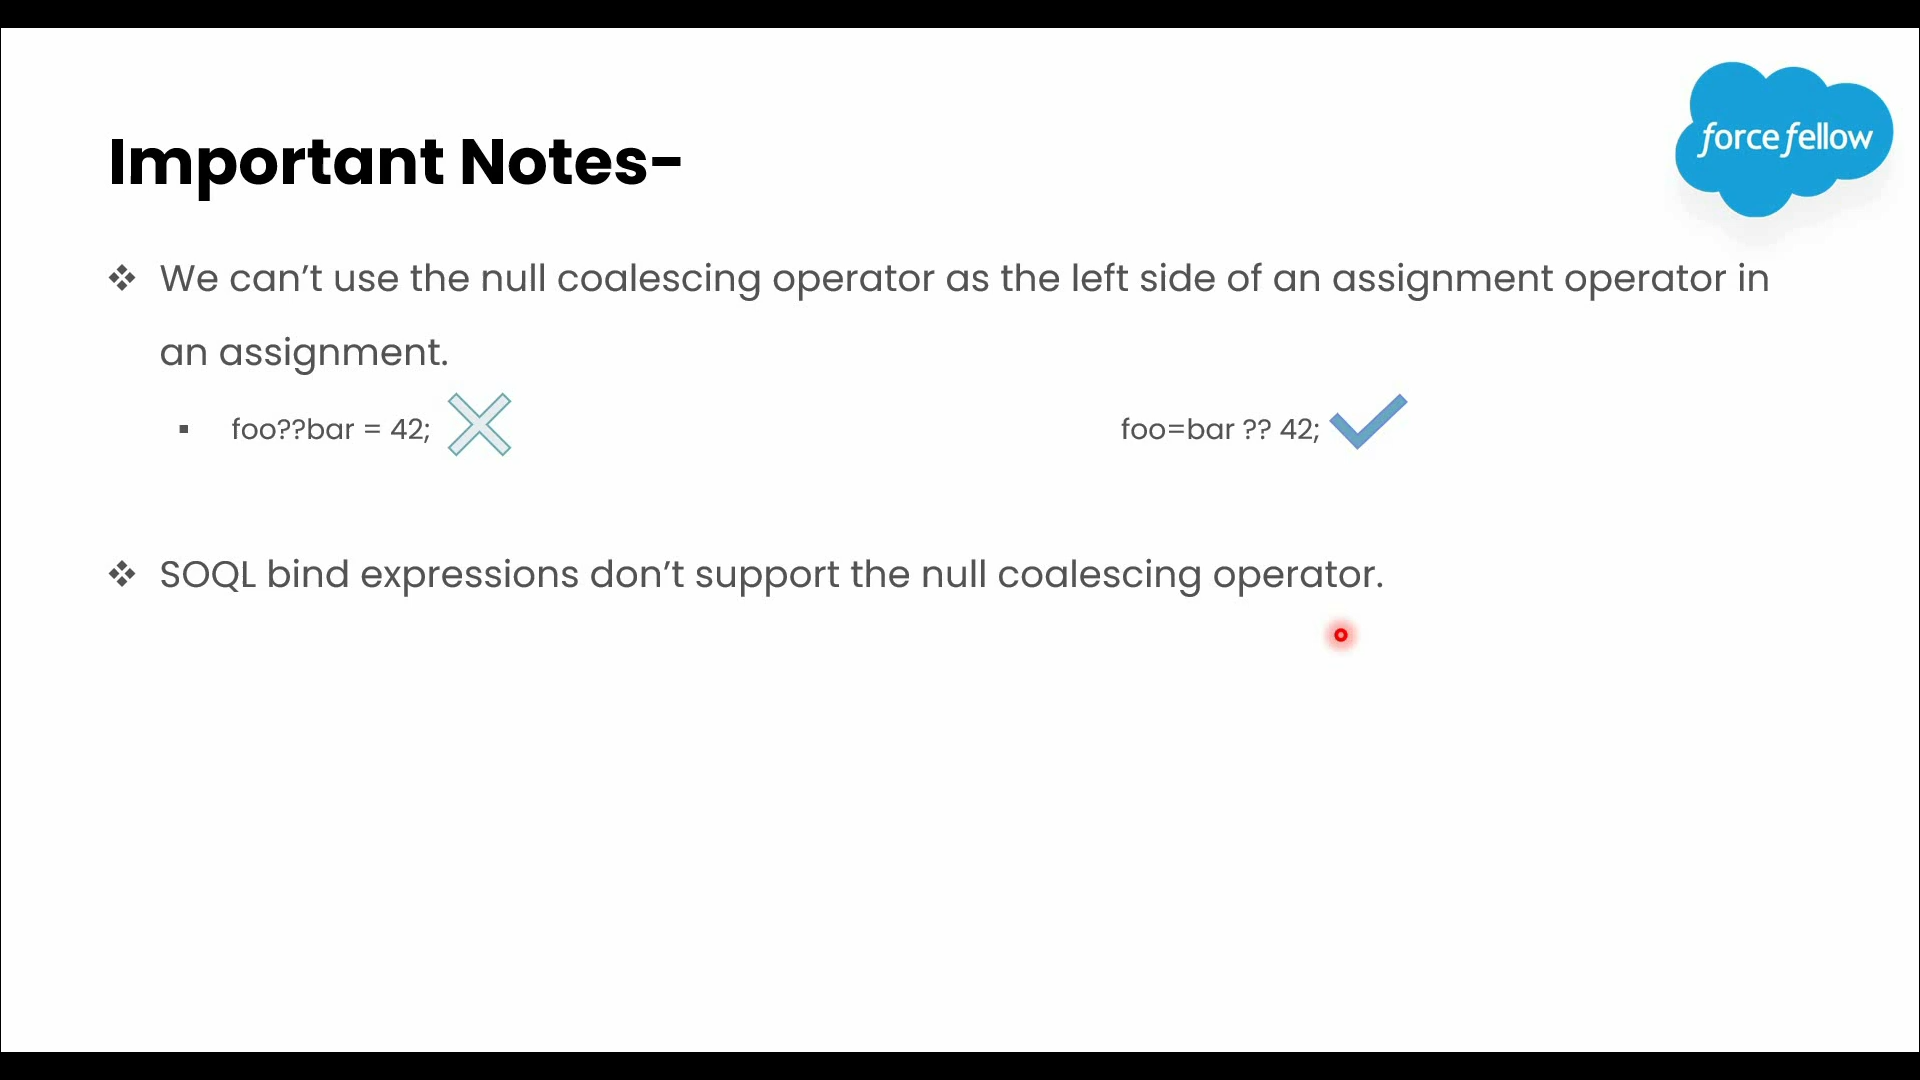 force fellow
Important Notes-
❖ We can’t use the null coalescing operator as the left side of an assignment operator in
an assignment.
▪ foo??bar = 42; foo=bar ?? 42;
❖ SOQL bind expressions don’t support the null coalescing operator.